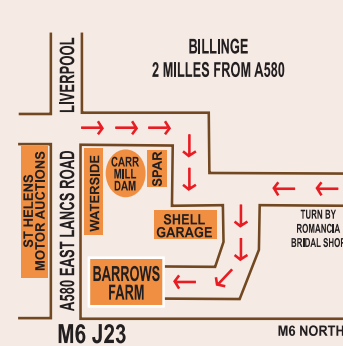 BILLINGE
2 MILLES FROM A580
LIVERPOOL
A580 EAST LANCS ROAD
ST HELENS
MOTOR AUCTIONS
WATERSIDE
CARR
MILL
DAM
SPAR
SHELL
GARAGE
TURN BY
ROMANCIA
BRIDAL SHOP
BARROWS
FARM
M6 J23
M6 NORTH